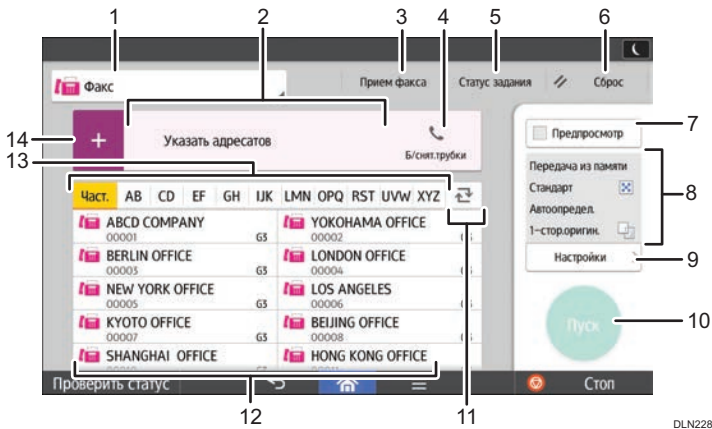 1 2 3 4 5 6
Факс
Прием факса
Статус задания
Сброс
14
+
Указать адресатов
Б/снят.трубки
Предпросмотр
7
13
Част. AB CD EF GH IJK LMN OPQ RST UVW XYZ
Передача из памяти
Стандарт
8
Автоопредел.
1-стор.оригин.
ABCD COMPANY
00001 G3
YOKOHAMA OFFICE
00002
BERLIN OFFICE
00003 G3
LONDON OFFICE
00004
Настройки
9
NEW YORK OFFICE
00005 G3
LOS ANGELES
00006
KYOTO OFFICE
00007 G3
BEIJING OFFICE
00008
Пуск
10
SHANGHAI OFFICE
HONG KONG OFFICE
Проверить статус
Стоп
12 11
DLN228